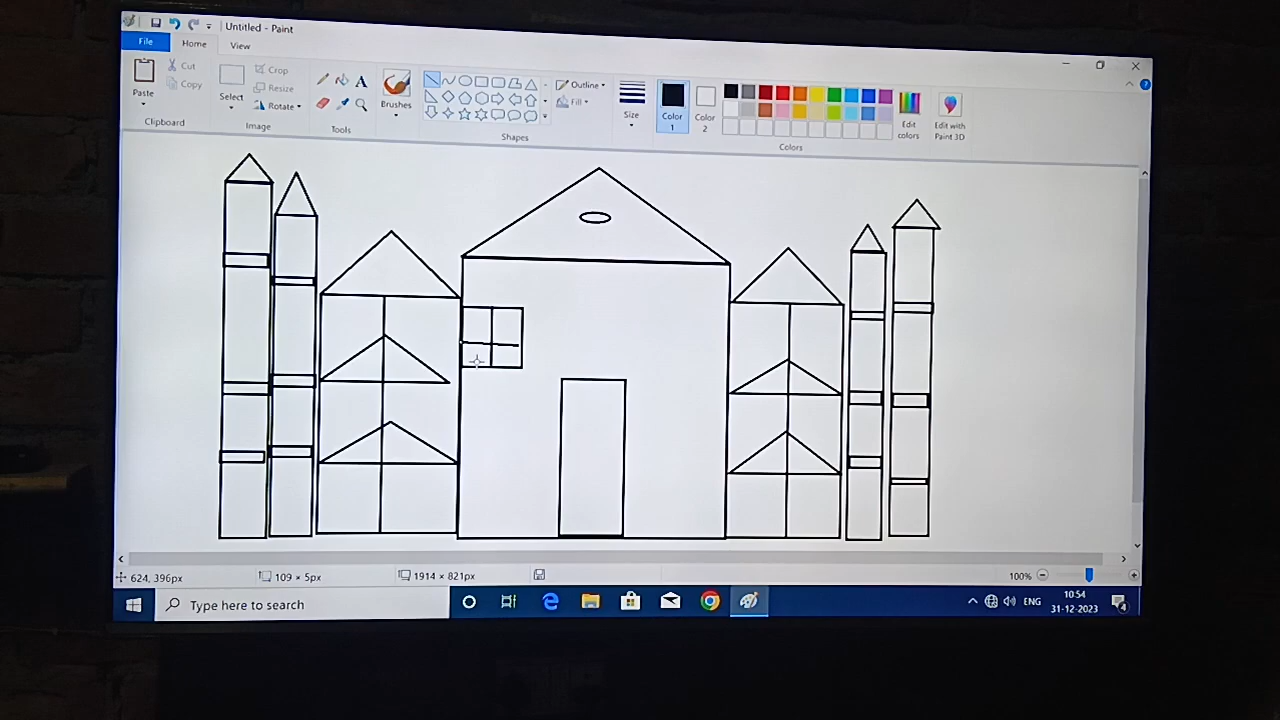 Untitled - Paint
File Home View
Paste
Cut
Copy
Clipboard
Select
Crop
Resize
Rotate
Image
A
Tools
Brushes
Outline
Fill
Shapes
Size
Color 1
Color 2
Colors
Edit colors
Edit with Paint 3D
624, 396px
109 × 5px
1914 × 821px
100%
Type here to search
ENG
10:54
31-12-2023
4